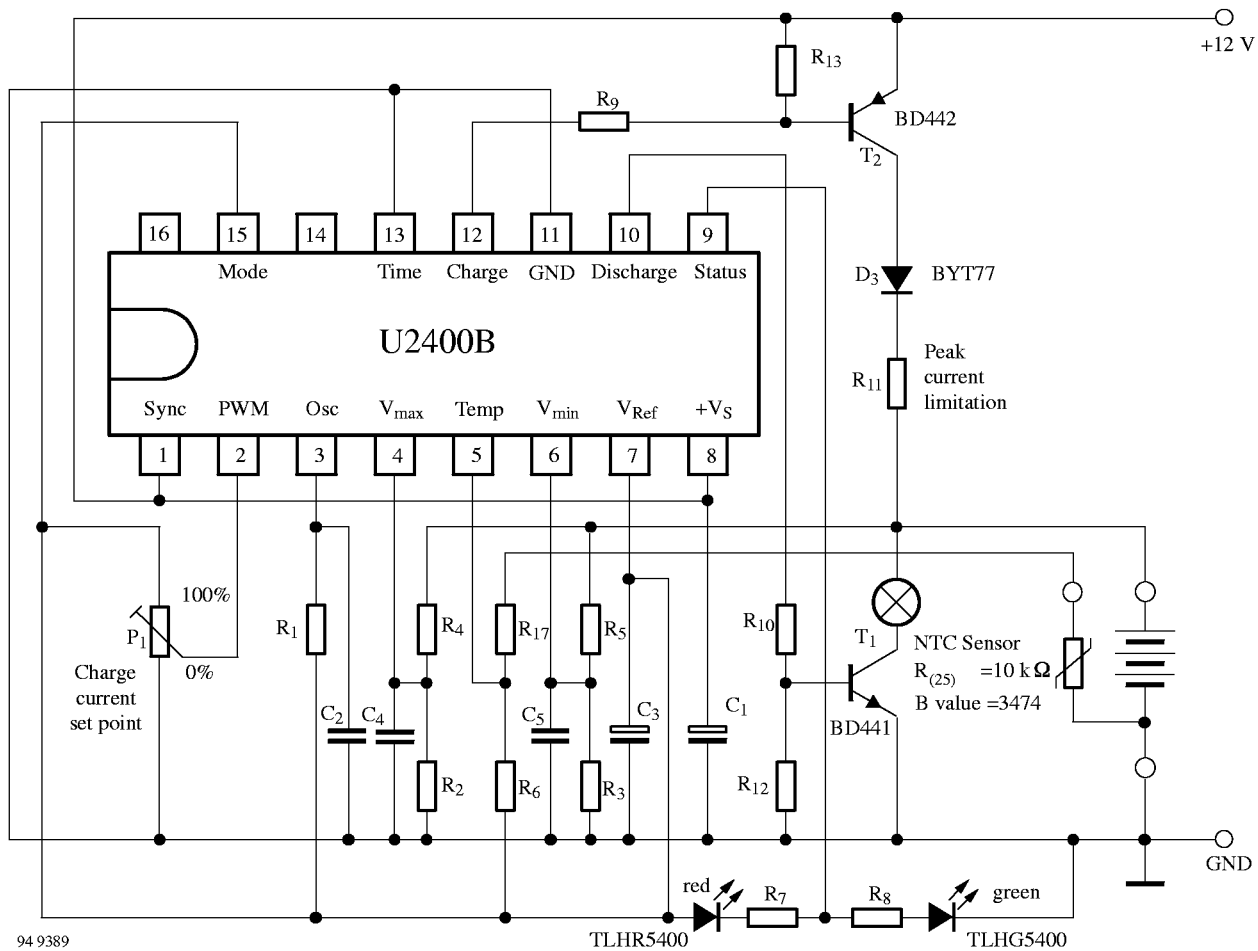 +12 V
R13
R9
BD442
T2
16
15
14
13
12
11
10
9
Mode
Time
Charge
GND
Discharge
Status
D3
BYT77
U2400B
Peak
current
limitation
R11
Sync
PWM
Osc
Vmax
Temp
Vmin
VRef
+VS
1
2
3
4
5
6
7
8
100%
P1
0%
Charge
current
set point
R1
R4
R17
R5
R10
T1
NTC Sensor
R(25) =10 k Ω
B value =3474
BD441
C2
C4
C5
C3
C1
R2
R6
R3
R12
GND
red
R7
R8
green
TLHR5400
TLHG5400
94 9389